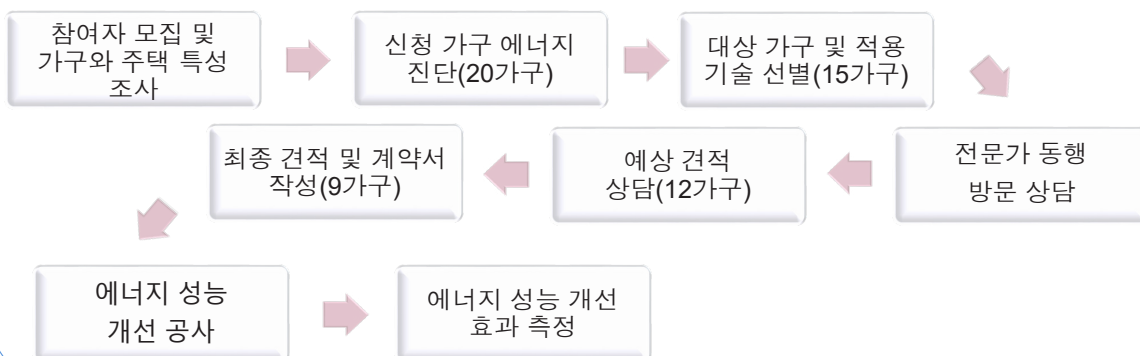 참여자 모집 및
가구와 주택 특성
조사
신청 가구 에너지
진단(20가구)
대상 가구 및 적용
기술 선별(15가구)
전문가 동행
방문 상담
예상 견적
상담(12가구)
최종 견적 및 계약서
작성(9가구)
에너지 성능
개선 공사
에너지 성능 개선
효과 측정